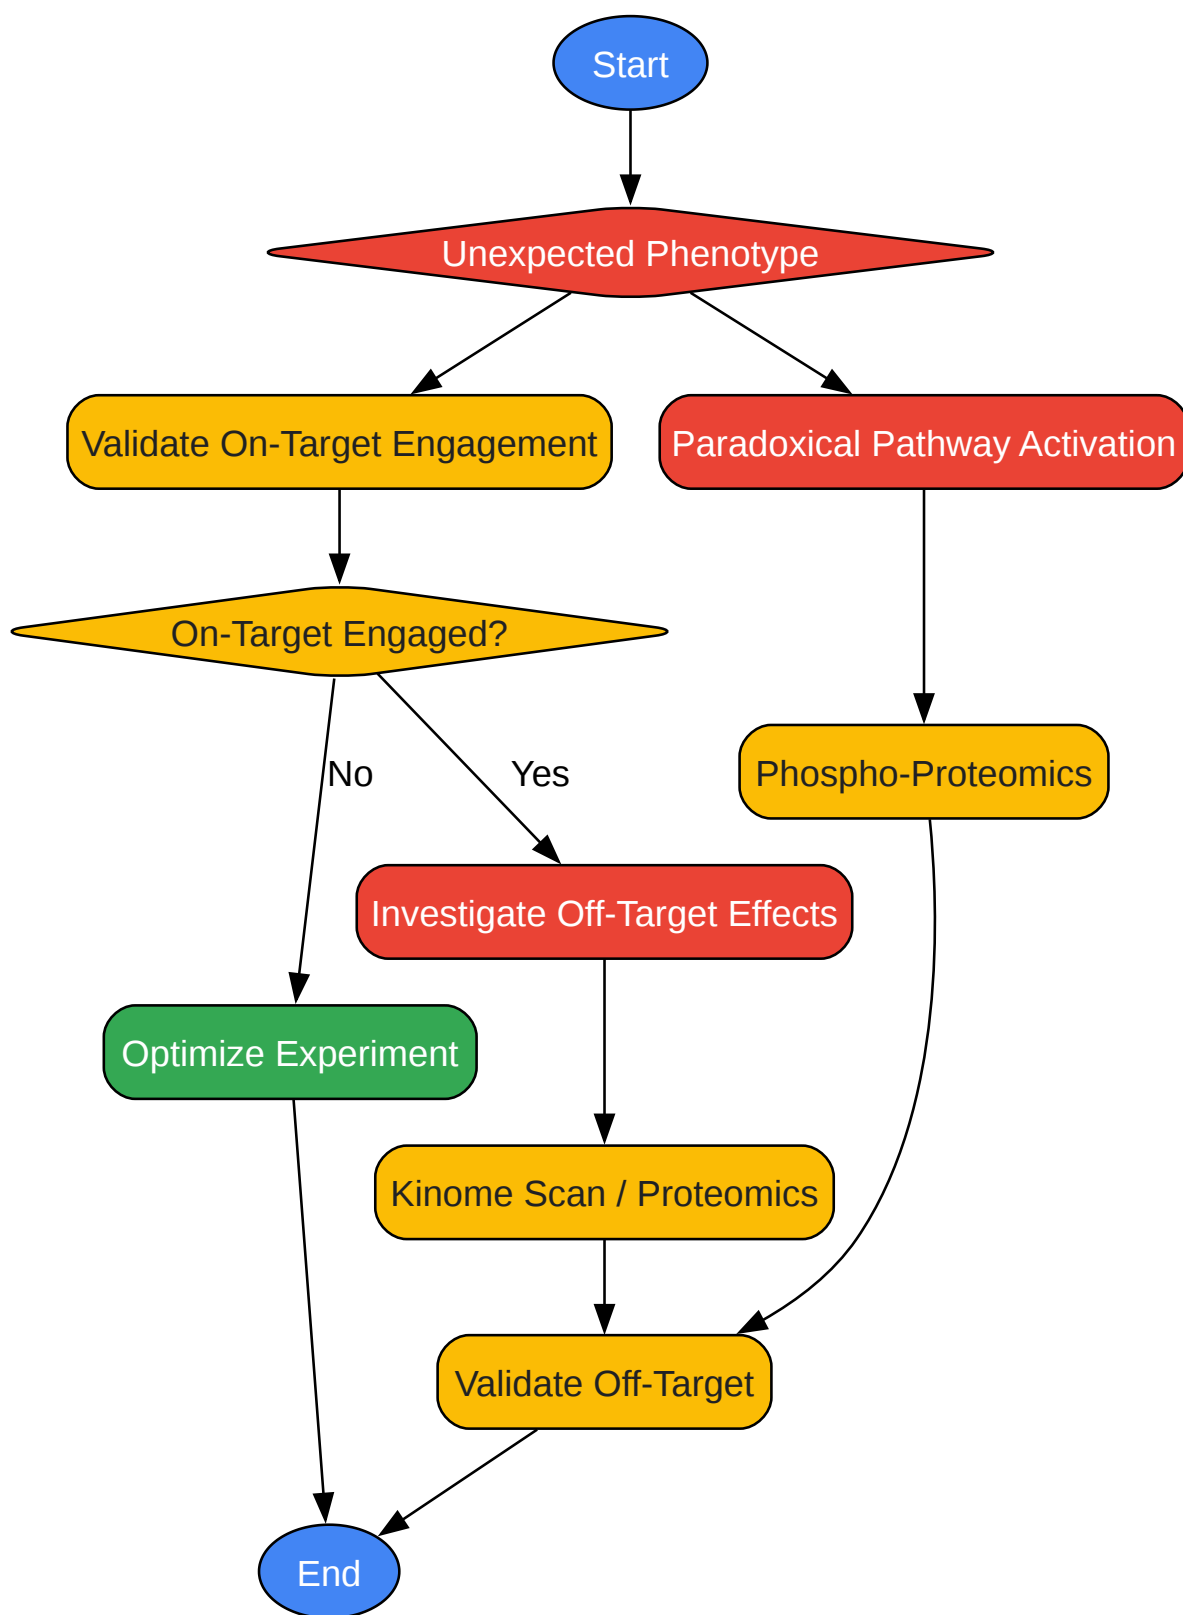 Start
Unexpected Phenotype
Validate On-Target Engagement
Paradoxical Pathway Activation
On-Target Engaged?
No
Yes
Phospho-Proteomics
Investigate Off-Target Effects
Optimize Experiment
Kinome Scan / Proteomics
Validate Off-Target
End